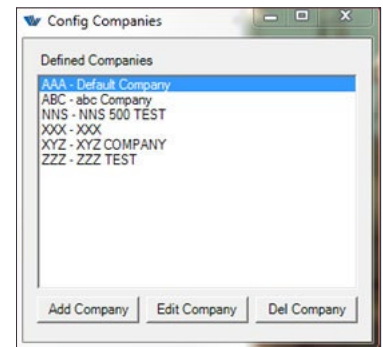 Config Companies
Defined Companies
AAA - Default Company
ABC - abc Company
NNS - NNS 500 TEST
XXX - XXX
XYZ - XYZ COMPANY
ZZZ - ZZZ TEST
Add Company Edit Company Del Company